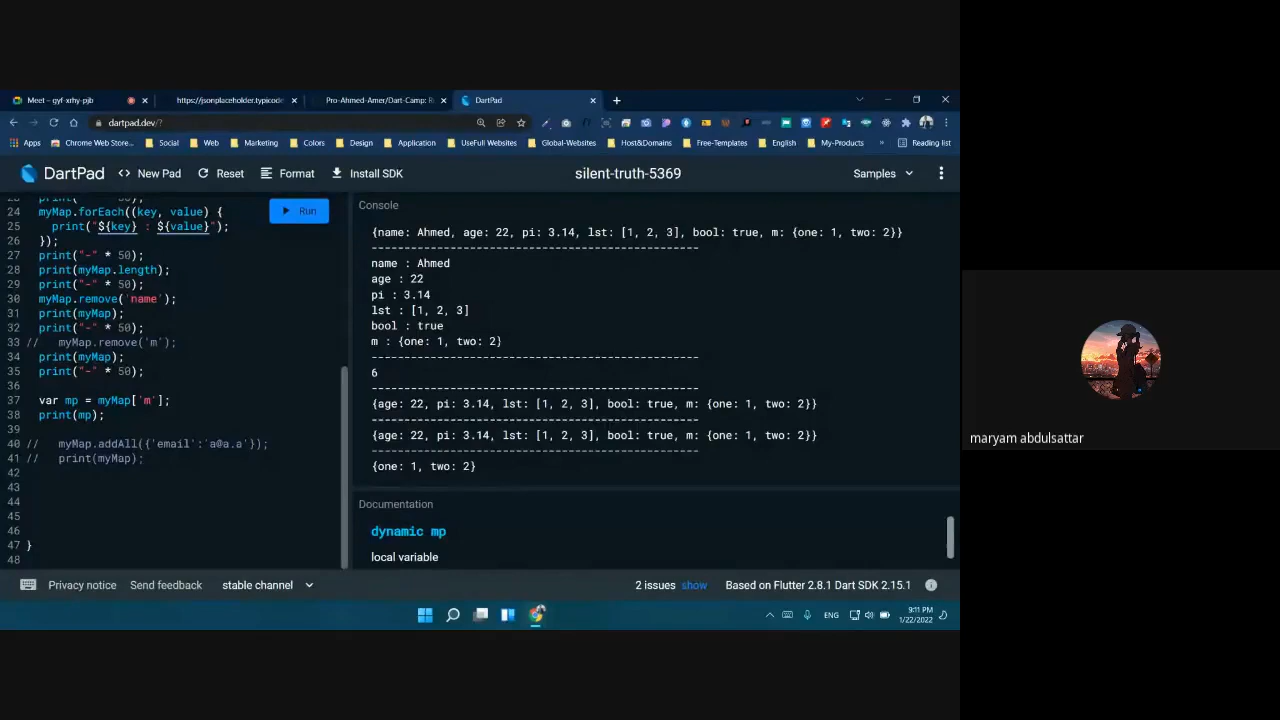 Meet – gyf-xrhy-pjb
https://jsonplaceholder.typicode
Pro-Ahmed-Amer/Dart-Camp: R
DartPad
dartpad.dev/?
Apps
Chrome Web Store...
Social
Web
Marketing
Colors
Design
Application
UseFull Websites
Global-Websites
Host&Domains
Free-Templates
English
My-Products
»
Reading list
DartPad
<> New Pad
Reset
Format
Install SDK
silent-truth-5369
Samples
Run
24 myMap.forEach((key, value) {
25 print("${key} : ${value}");
26 });
27 print("-" * 50);
28 print(myMap.length);
29 print("-" * 50);
30 myMap.remove('name');
31 print(myMap);
32 print("-" * 50);
33 // myMap.remove('m');
34 print(myMap);
35 print("-" * 50);
36
37 var mp = myMap['m'];
38 print(mp);
39
40 // myMap.addAll({'email':'a@a.a'});
41 // print(myMap);
42
43
44
45
46
47 }
48
Console
{name: Ahmed, age: 22, pi: 3.14, lst: [1, 2, 3], bool: true, m: {one: 1, two: 2}}
--------------------------------------------------
name : Ahmed
age : 22
pi : 3.14
lst : [1, 2, 3]
bool : true
m : {one: 1, two: 2}
--------------------------------------------------
6
--------------------------------------------------
{age: 22, pi: 3.14, lst: [1, 2, 3], bool: true, m: {one: 1, two: 2}}
--------------------------------------------------
{age: 22, pi: 3.14, lst: [1, 2, 3], bool: true, m: {one: 1, two: 2}}
--------------------------------------------------
{one: 1, two: 2}
Documentation
dynamic mp
local variable
Privacy notice
Send feedback
stable channel
2 issues show
Based on Flutter 2.8.1 Dart SDK 2.15.1
ENG
9:11 PM
1/22/2022
maryam abdulsattar